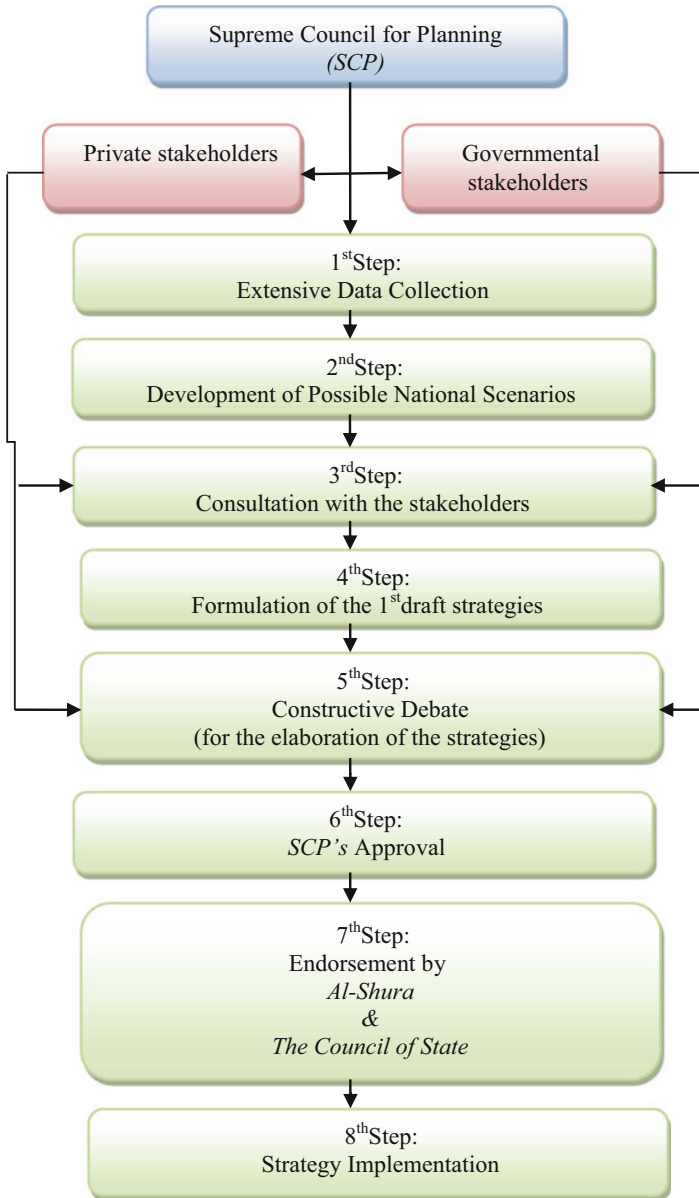 Supreme Council for Planning
(SCP)
Private stakeholders
Governmental
stakeholders
1stStep:
Extensive Data Collection
2ndStep:
Development of Possible National Scenarios
3rdStep:
Consultation with the stakeholders
4thStep:
Formulation of the 1stdraft strategies
5thStep:
Constructive Debate
(for the elaboration of the strategies)
6thStep:
SCP’s Approval
7thStep:
Endorsement by
Al-Shura
&
The Council of State
8thStep:
Strategy Implementation